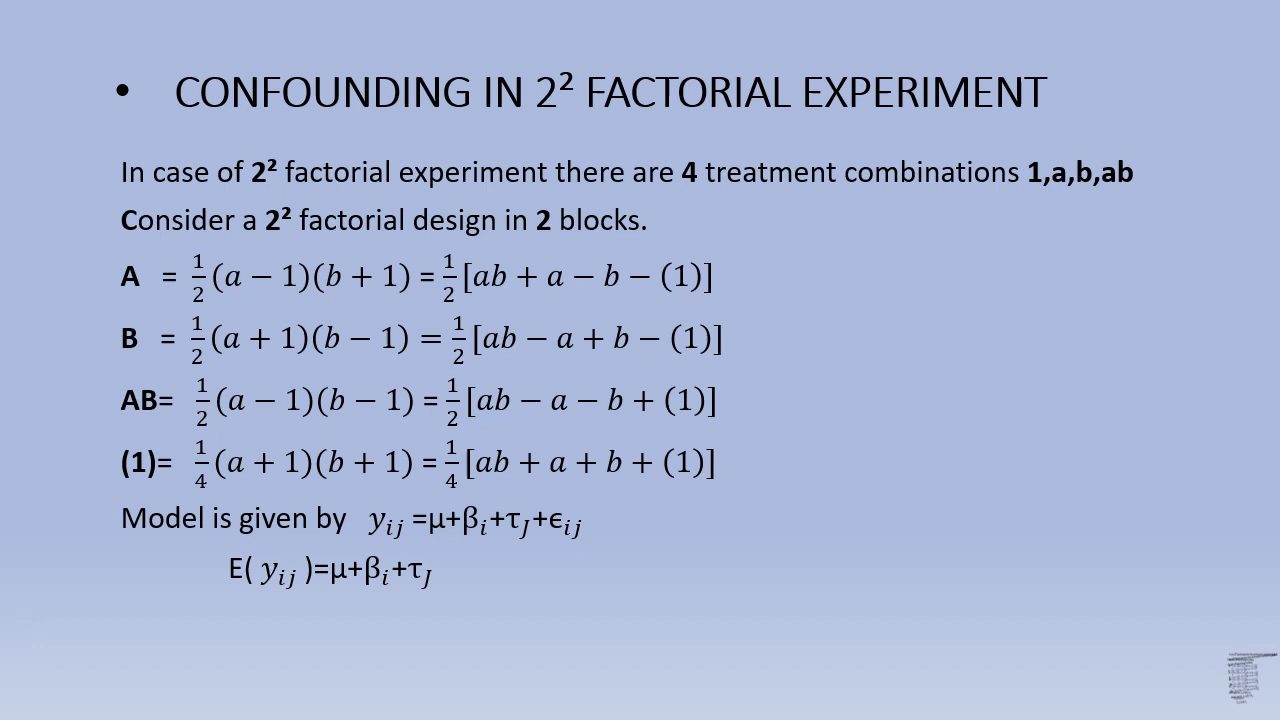 • CONFOUNDING IN 2² FACTORIAL EXPERIMENT
In case of 2² factorial experiment there are 4 treatment combinations 1,a,b,ab
Consider a 2² factorial design in 2 blocks.
A = 1/2 (a − 1)(b + 1) = 1/2 [ab + a − b − (1)]
B = 1/2 (a + 1)(b − 1) = 1/2 [ab − a + b − (1)]
AB= 1/2 (a − 1)(b − 1) = 1/2 [ab − a − b + (1)]
(1)= 1/4 (a + 1)(b + 1) = 1/4 [ab + a + b + (1)]
Model is given by y_ij =μ+β_i+τ_J+ϵ_ij
E( y_ij )=μ+β_i+τ_J